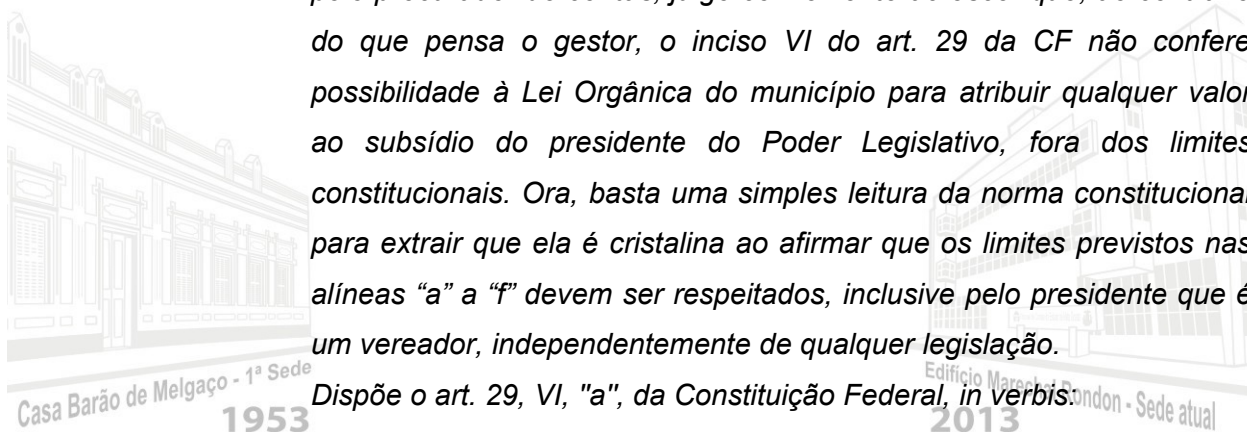 do que pensa o gestor, o inciso VI do art. 29 da CF não confere
possibilidade à Lei Orgânica do município para atribuir qualquer valor
ao subsídio do presidente do Poder Legislativo, fora dos limites
constitucionais. Ora, basta uma simples leitura da norma constitucional
para extrair que ela é cristalina ao afirmar que os limites previstos nas
alíneas “a” a “f” devem ser respeitados, inclusive pelo presidente que é
um vereador, independentemente de qualquer legislação.
Dispõe o art. 29, VI, "a", da Constituição Federal, in verbis:
Casa Barão de Melgaço - 1ª Sede
1953
Edifício Marechal Rondon - Sede atual
2013